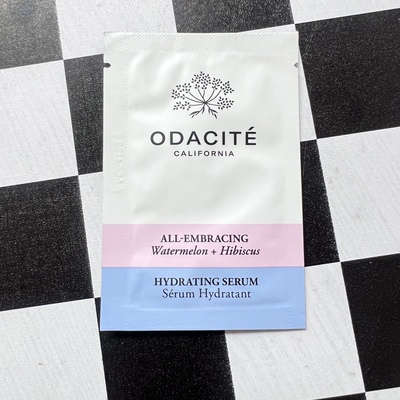 ODACITÉ
CALIFORNIA
ALL-EMBRACING
Watermelon + Hibiscus
HYDRATING SERUM
Sérum Hydratant